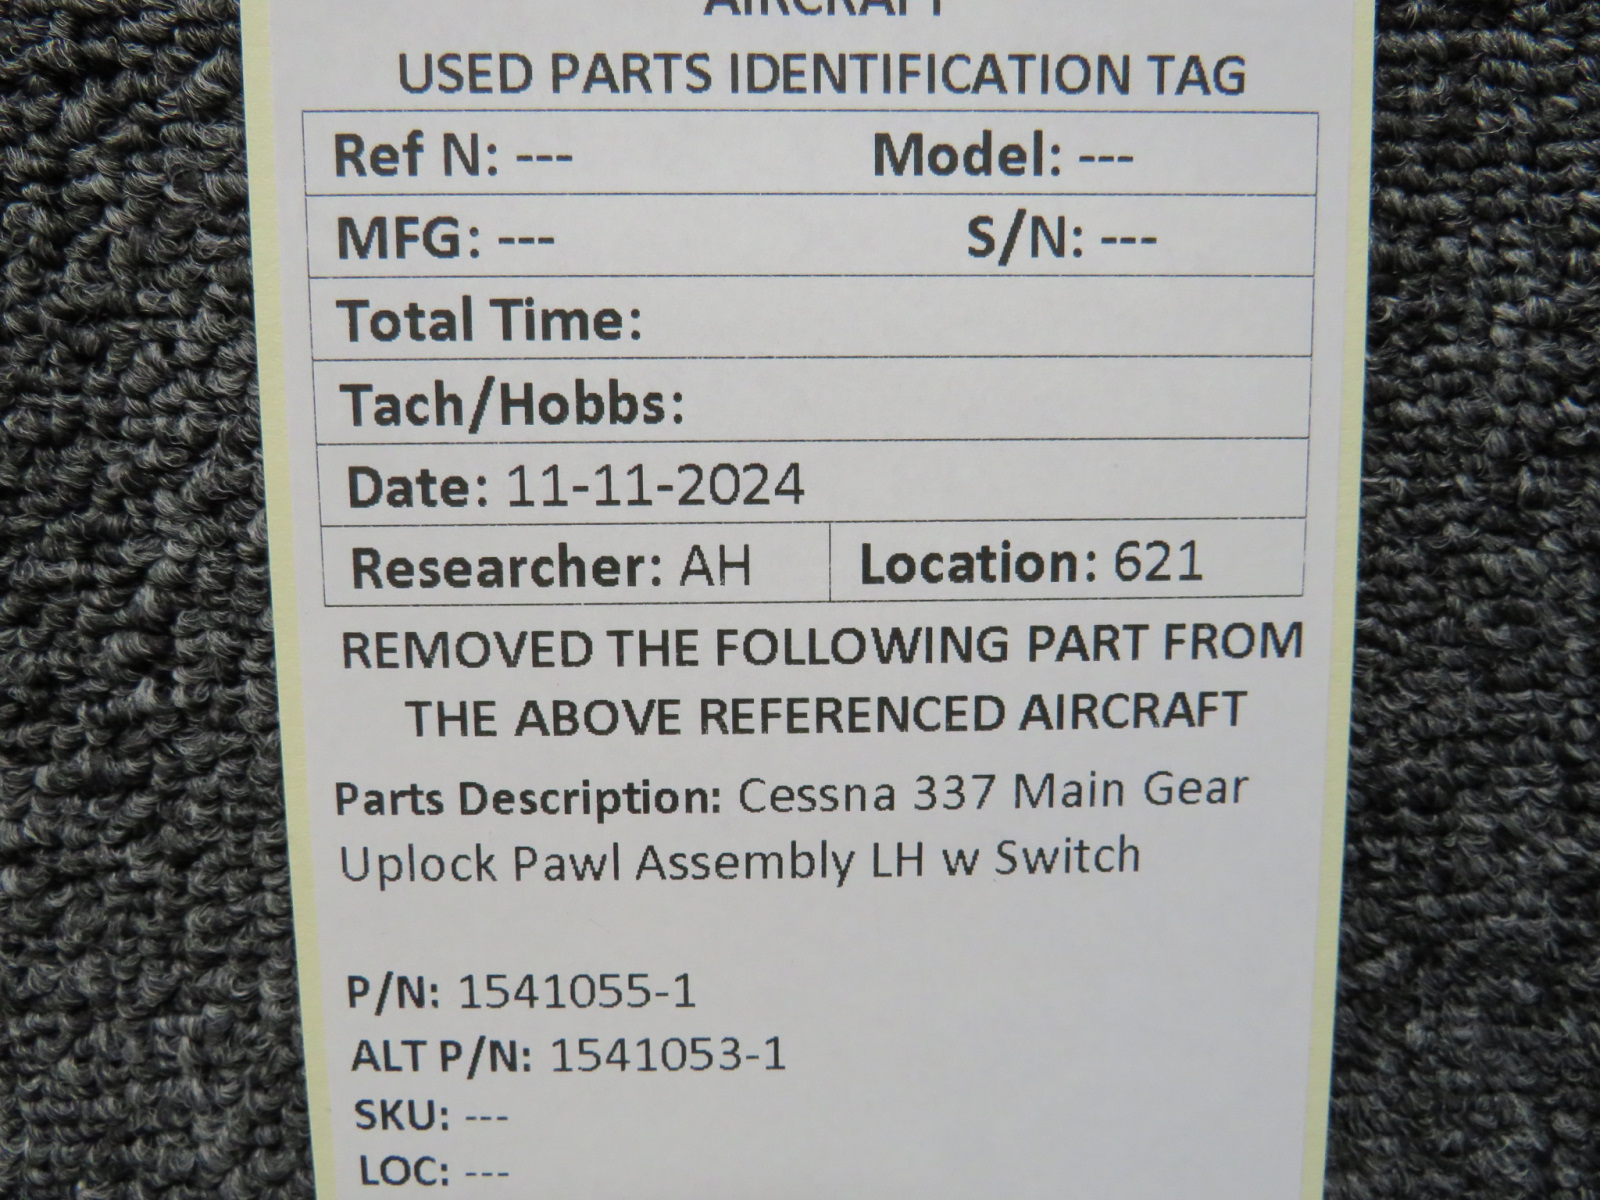 AIRCRAFT
USED PARTS IDENTIFICATION TAG
Ref N: --- Model: ---
MFG: --- S/N: ---
Total Time:
Tach/Hobbs:
Date: 11-11-2024
Researcher: AH Location: 621
REMOVED THE FOLLOWING PART FROM
THE ABOVE REFERENCED AIRCRAFT
Parts Description: Cessna 337 Main Gear
Uplock Pawl Assembly LH w Switch
P/N: 1541055-1
ALT P/N: 1541053-1
SKU: ---
LOC: ---